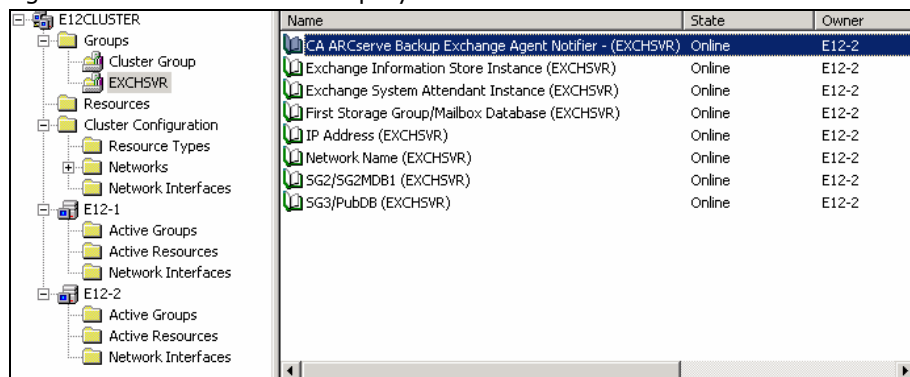 E12CLUSTER
Groups
Cluster Group
EXCHSVR
Resources
Cluster Configuration
Resource Types
Networks
Network Interfaces
E12-1
Active Groups
Active Resources
Network Interfaces
E12-2
Active Groups
Active Resources
Network Interfaces
Name State Owner
CA ARCserve Backup Exchange Agent Notifier - (EXCHSVR) Online E12-2
Exchange Information Store Instance (EXCHSVR) Online E12-2
Exchange System Attendant Instance (EXCHSVR) Online E12-2
First Storage Group/Mailbox Database (EXCHSVR) Online E12-2
IP Address (EXCHSVR) Online E12-2
Network Name (EXCHSVR) Online E12-2
SG2/SG2MDB1 (EXCHSVR) Online E12-2
SG3/PubDB (EXCHSVR) Online E12-2